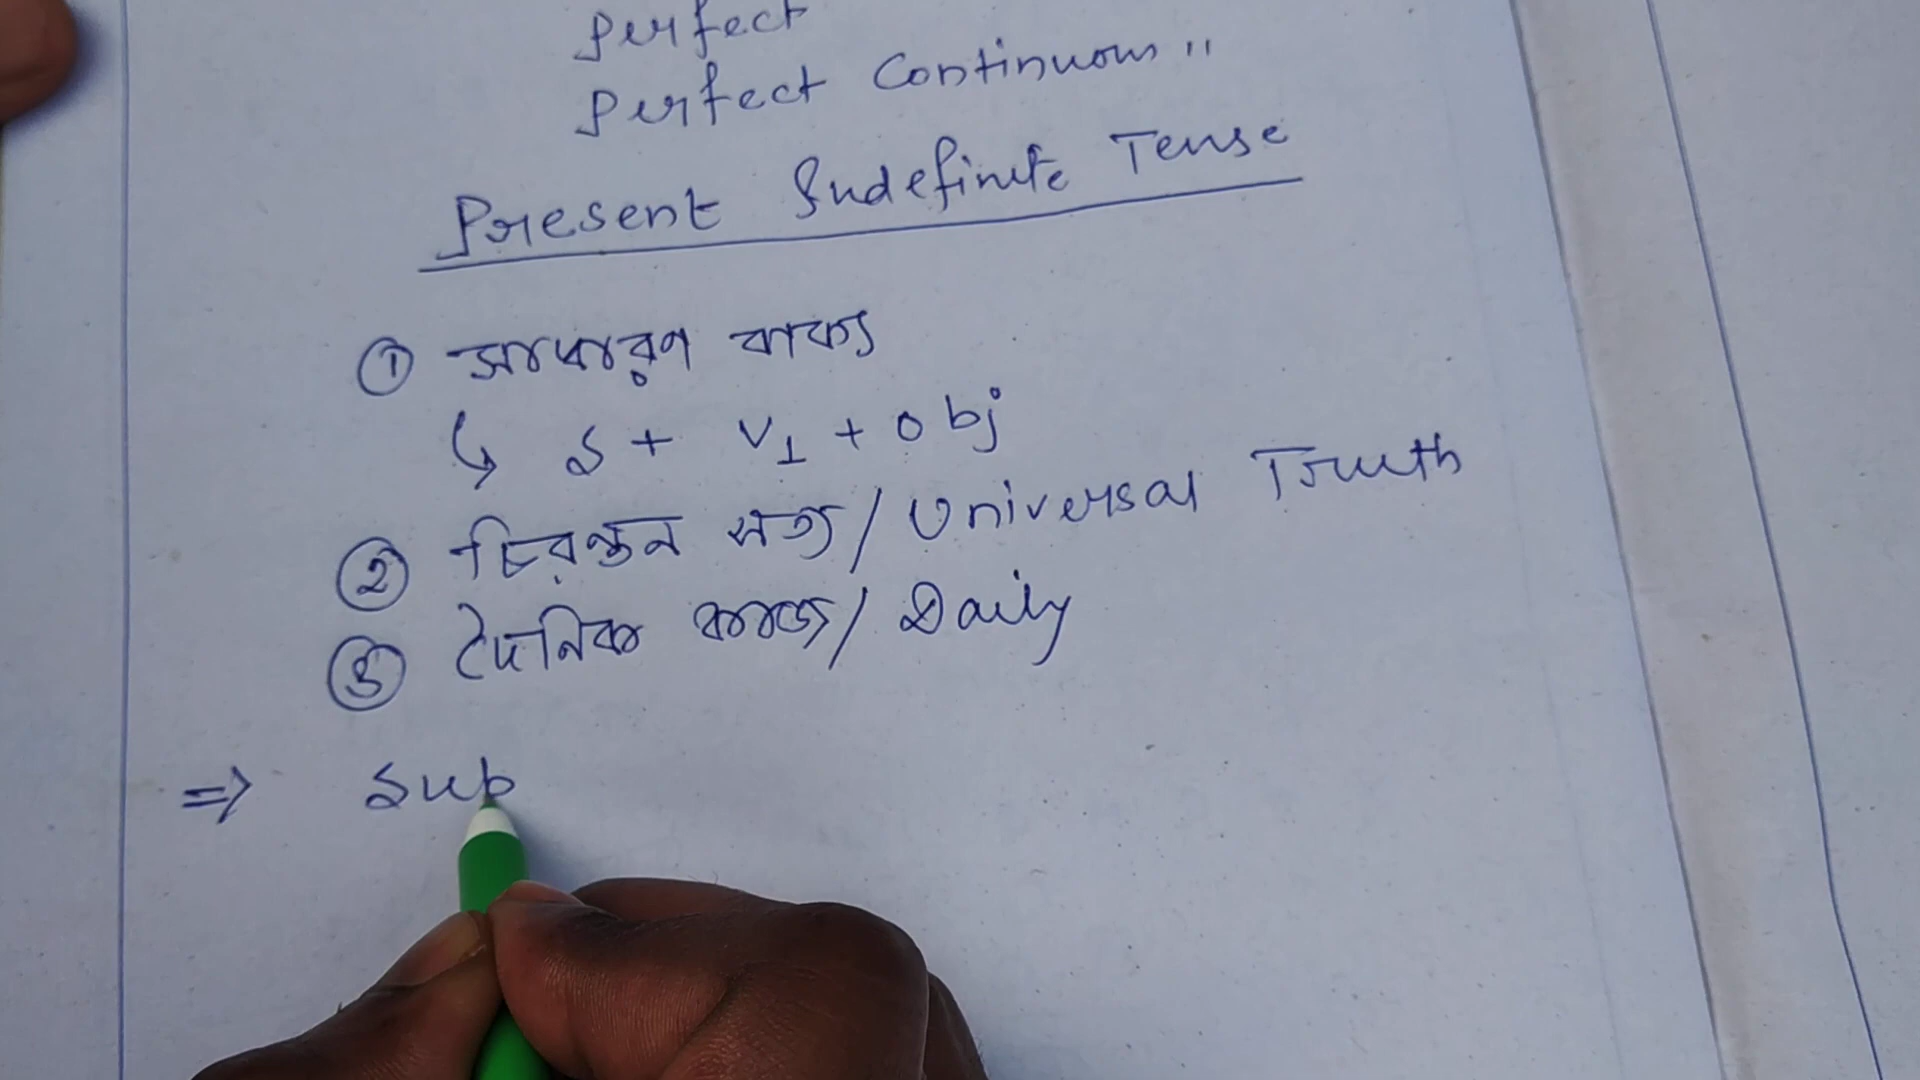 Perfect
Perfect Continuous "
Present Indefinite Tense
① সাধারণ বাক্য
↳ S + V1 + obj
② চিরন্তন সত্য / Universal Truth
③ দৈনিক কাজ / Daily
⇒ Sub